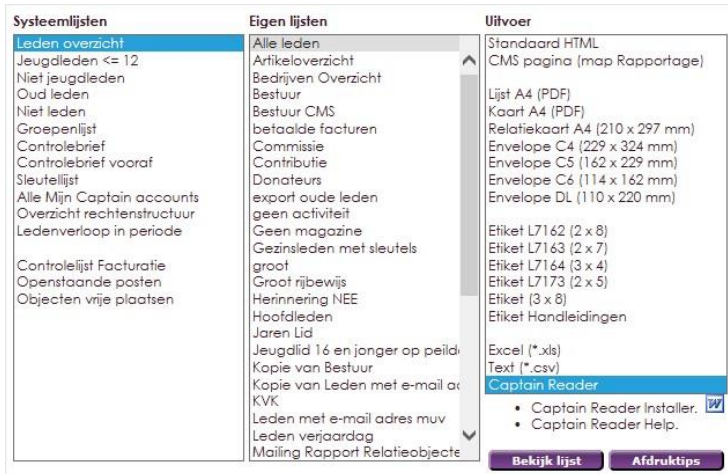 Systeemlijsten
Leden overzicht
Jeugdleden <= 12
Niet jeugdleden
Oud leden
Niet leden
Groepenlijst
Controlebrief
Controlebrief vooraf
Sleutellijst
Alle Mijn Captain accounts
Overzicht rechtenstructuur
Ledenverloop in periode
Controlelijst Facturatie
Openstaande posten
Objecten vrije plaatsen
Eigen lijsten
Alle leden
Artikeloverzicht
Bedrijven Overzicht
Bestuur
Bestuur CMS
betaalde facturen
Commissie
Contributie
Donateurs
export oude leden
geen activiteit
Geen magazine
Gezinsleden met sleutels
groot
Groot rijbewijs
Herinnering NEE
Hoofdleden
Jaren Lid
Jeugdlid 16 en jonger op peild
Kopie van Bestuur
Kopie van Leden met e-mail ad
KVK
Leden met e-mail adres muv
Leden verjaardag
Mailing Rapport Relatieobjecte
Uitvoer
Standaard HTML
CMS pagina (map Rapportage)
Lijst A4 (PDF)
Kaart A4 (PDF)
Relatiekaart A4 (210 x 297 mm)
Envelope C4 (229 x 324 mm)
Envelope C5 (162 x 229 mm)
Envelope C6 (114 x 162 mm)
Envelope DL (110 x 220 mm)
Etiket L7162 (2 x 8)
Etiket L7163 (2 x 7)
Etiket L7164 (3 x 4)
Etiket L7173 (2 x 5)
Etiket (3 x 8)
Etiket Handleidingen
Excel (*.xls)
Text (*.csv)
Captain Reader
• Captain Reader Installer.
• Captain Reader Help.
Bekijk lijst
Afdruktips